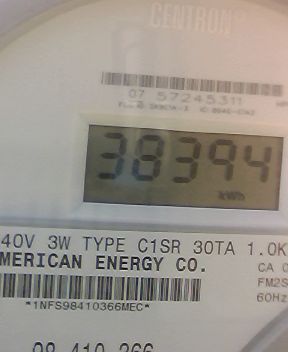 CENTRON
07 57245311
38394
kWh
40V 3W TYPE C1SR 30TA 1.0K
MERICAN ENERGY CO.
CA 0
FM2S
*1NFS98410366MEC*
60Hz
98 410 366